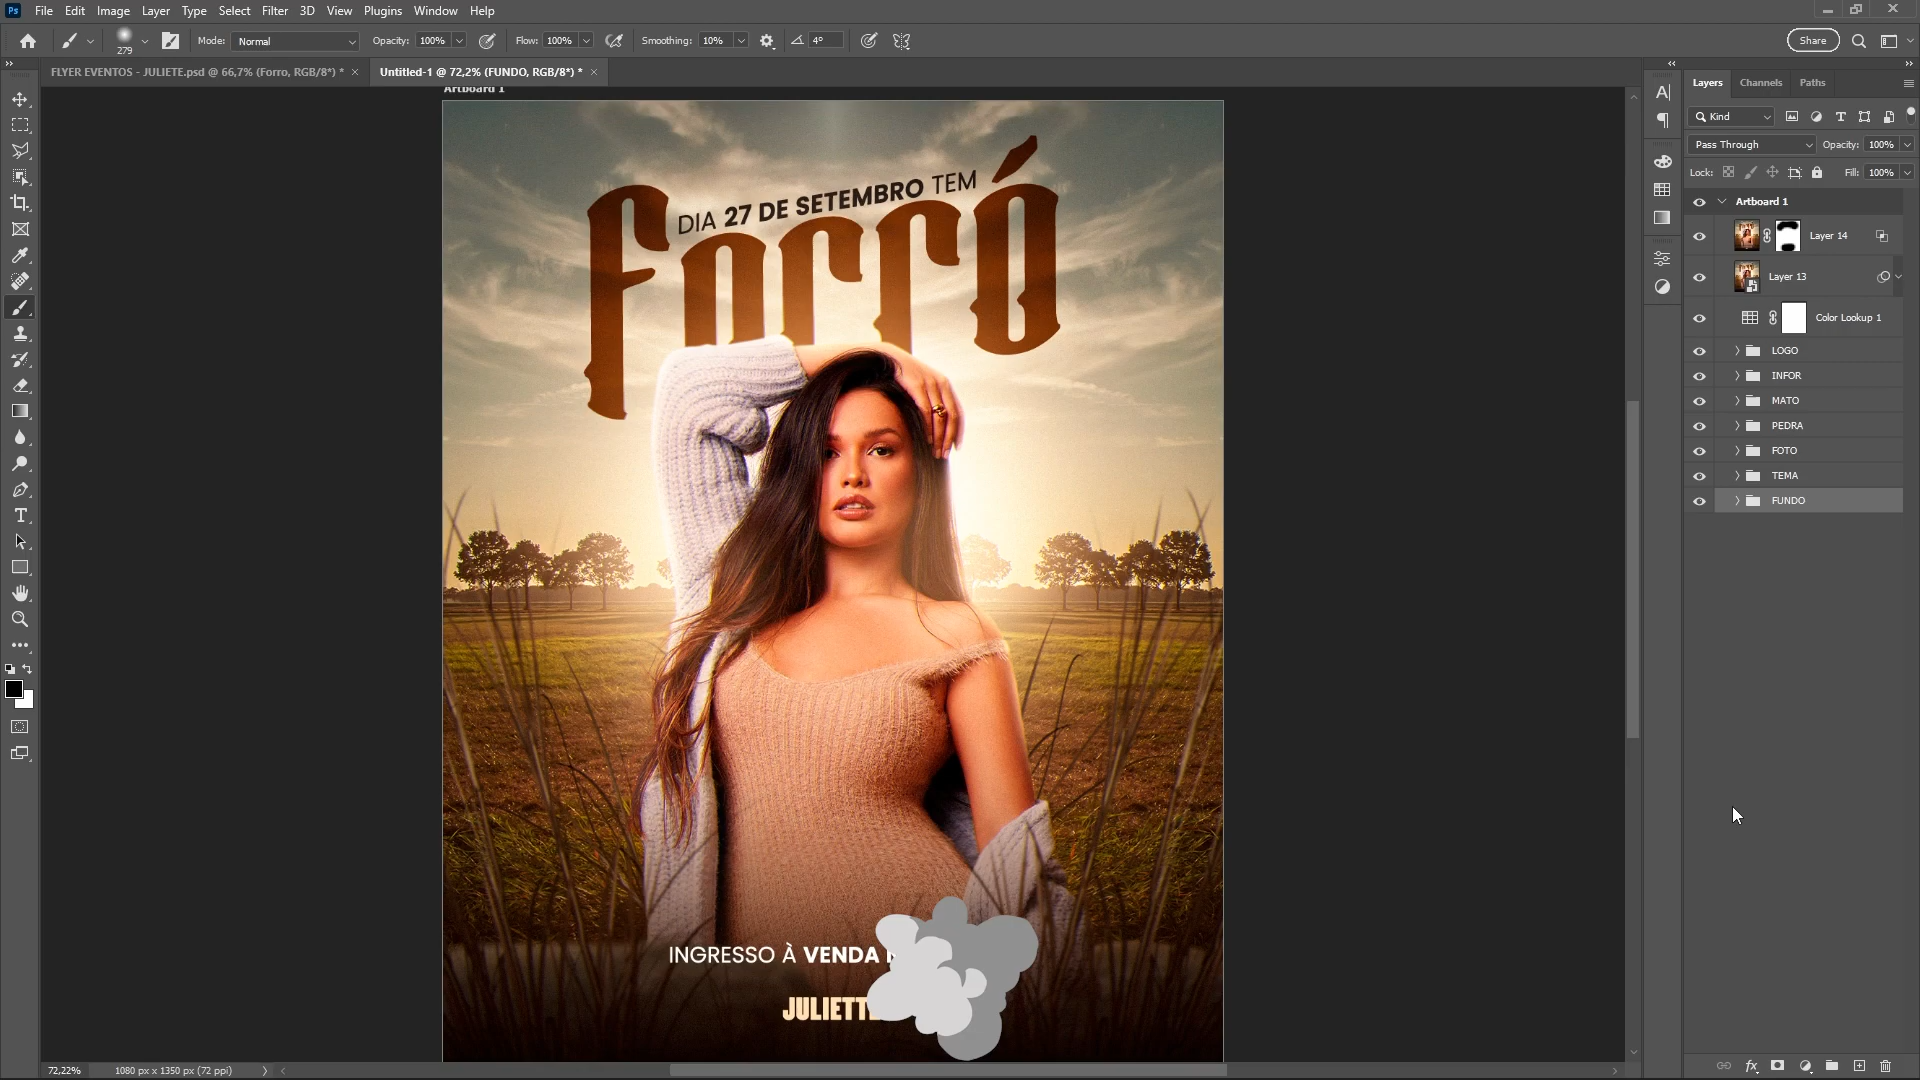 Ps File Edit Image Layer Type Select Filter 3D View Plugins Window Help
279 Mode: Normal Opacity: 100% Flow: 100% Smoothing: 10% 4° Share
FLYER EVENTOS - JULIETE.psd @ 66,7% (Forro, RGB/8*) * ×
Untitled-1 @ 72,2% (FUNDO, RGB/8*) * ×
Artboard 1
DIA 27 DE SETEMBRO TEM
Forró
INGRESSO À VENDA
JULIETTE
Layers Channels Paths
Kind
Pass Through Opacity: 100%
Lock: Fill: 100%
Artboard 1
Layer 14
Layer 13
Color Lookup 1
LOGO
INFOR
MATO
PEDRA
FOTO
TEMA
FUNDO
72,22% 1080 px x 1350 px (72 ppi)